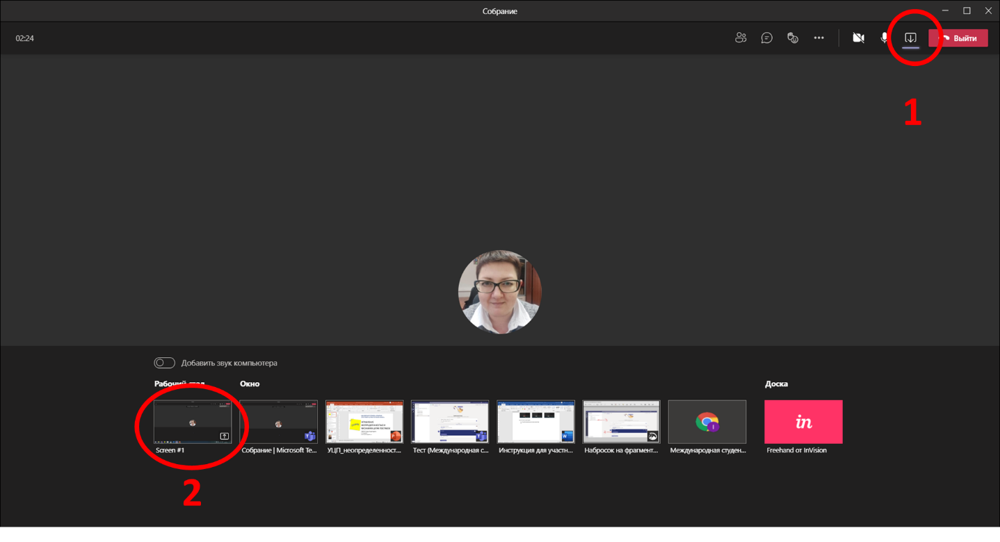 Собрание
02:24
Выйти
1
Добавить звук компьютера
Рабочий стол
Окно
Доска
in
Screen #1
Собрание | Microsoft Te...
УЦП_неопределенност...
Тест (Международная с...
Инструкция для участн...
Набросок на фрагмент...
Международная студен...
Freehand от InVision
2